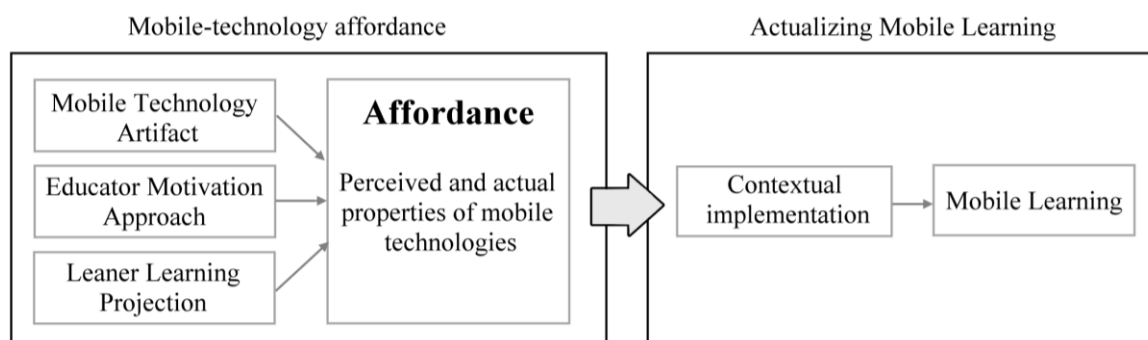 Mobile-technology affordance
Actualizing Mobile Learning
Mobile Technology
Artifact
Educator Motivation
Approach
Leaner Learning
Projection
Affordance
Perceived and actual
properties of mobile
technologies
Contextual
implementation
Mobile Learning